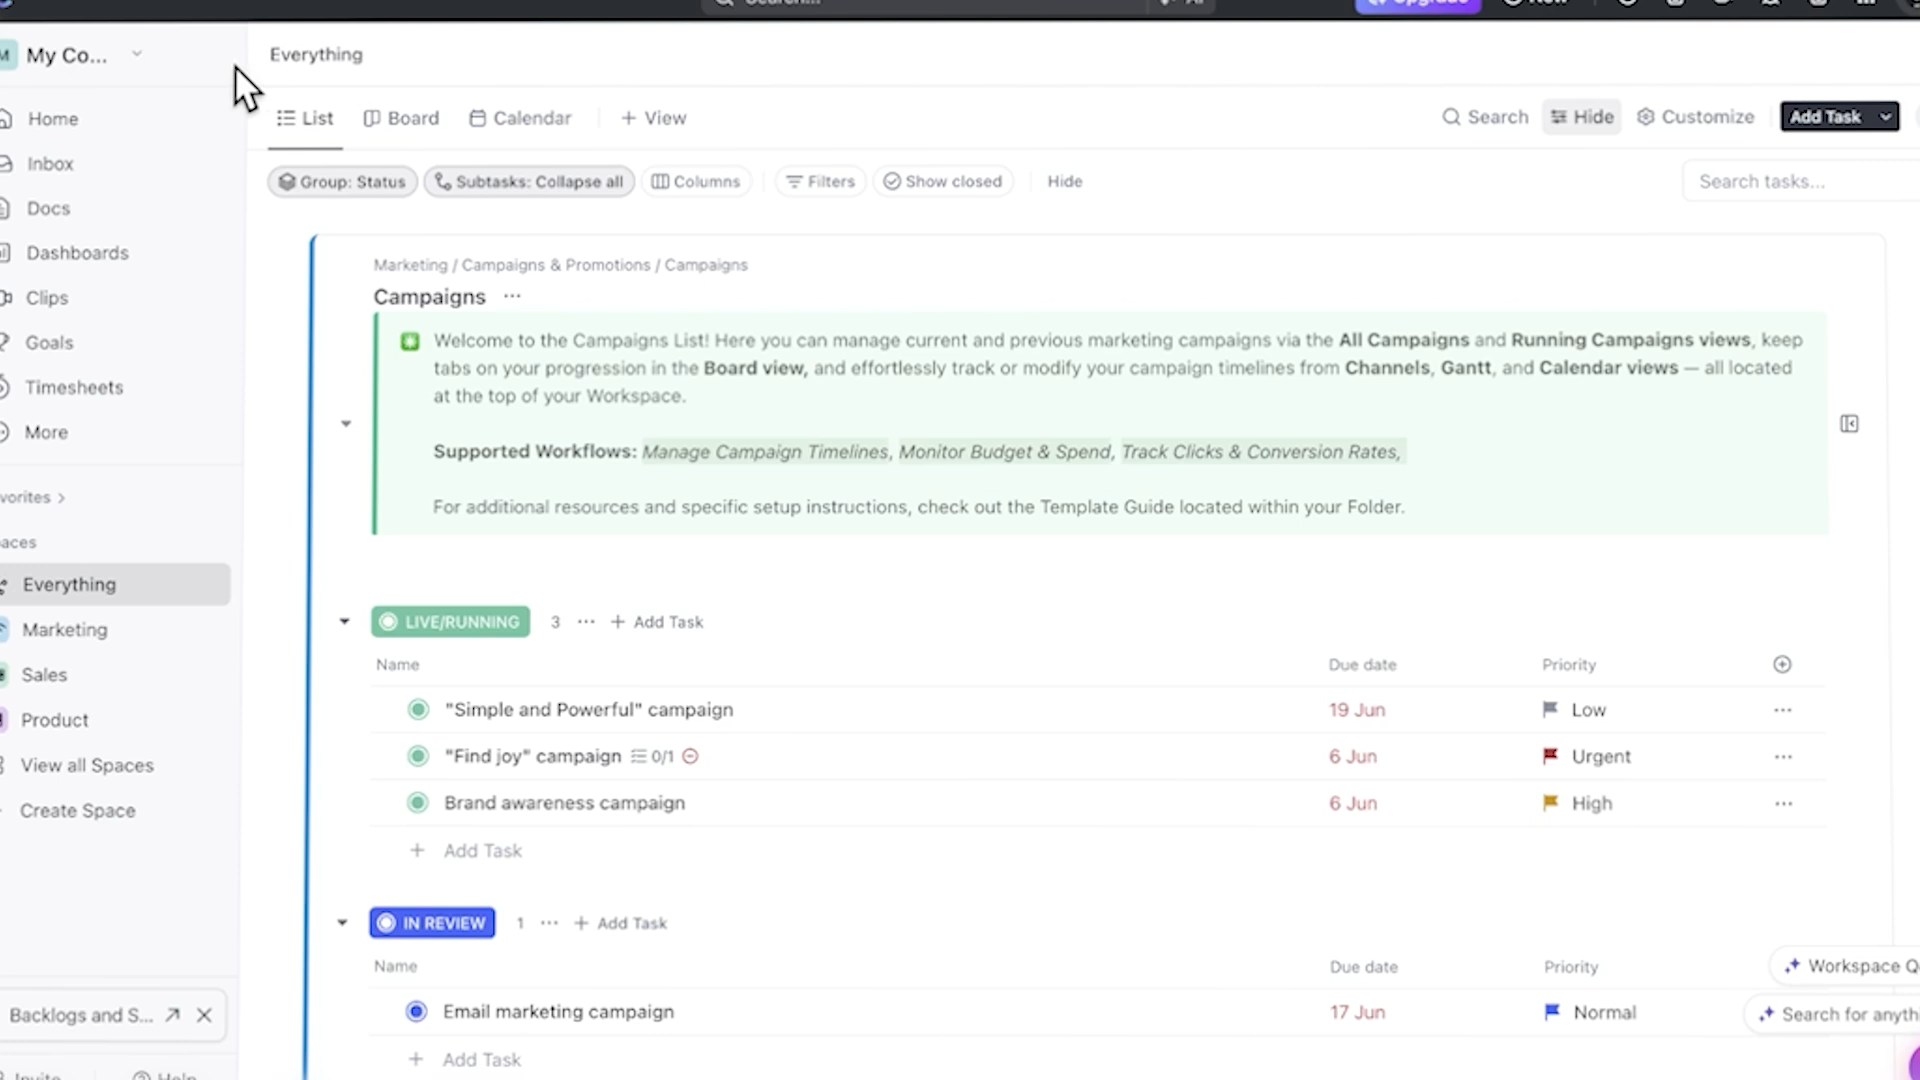 Search... AI Upgrade New
M My Co...
Everything
Home
Inbox
Docs
Dashboards
Clips
Goals
Timesheets
More
vorites
aces
Everything
Marketing
Sales
Product
View all Spaces
Create Space
Backlogs and S...
Invite Help
List Board Calendar + View
Search Hide Customize Add Task
Group: Status Subtasks: Collapse all Columns Filters Show closed Hide
Search tasks...
Marketing / Campaigns & Promotions / Campaigns
Campaigns ...
Welcome to the Campaigns List! Here you can manage current and previous marketing campaigns via the All Campaigns and Running Campaigns views, keep
tabs on your progression in the Board view, and effortlessly track or modify your campaign timelines from Channels, Gantt, and Calendar views — all located
at the top of your Workspace.
Supported Workflows: Manage Campaign Timelines, Monitor Budget & Spend, Track Clicks & Conversion Rates,
For additional resources and specific setup instructions, check out the Template Guide located within your Folder.
LIVE/RUNNING 3 ... + Add Task
Name Due date Priority
"Simple and Powerful" campaign 19 Jun Low ...
"Find joy" campaign 0/1 6 Jun Urgent ...
Brand awareness campaign 6 Jun High ...
+ Add Task
IN REVIEW 1 ... + Add Task
Name Due date Priority
Workspace Q
Email marketing campaign 17 Jun Normal
Search for anyth
+ Add Task